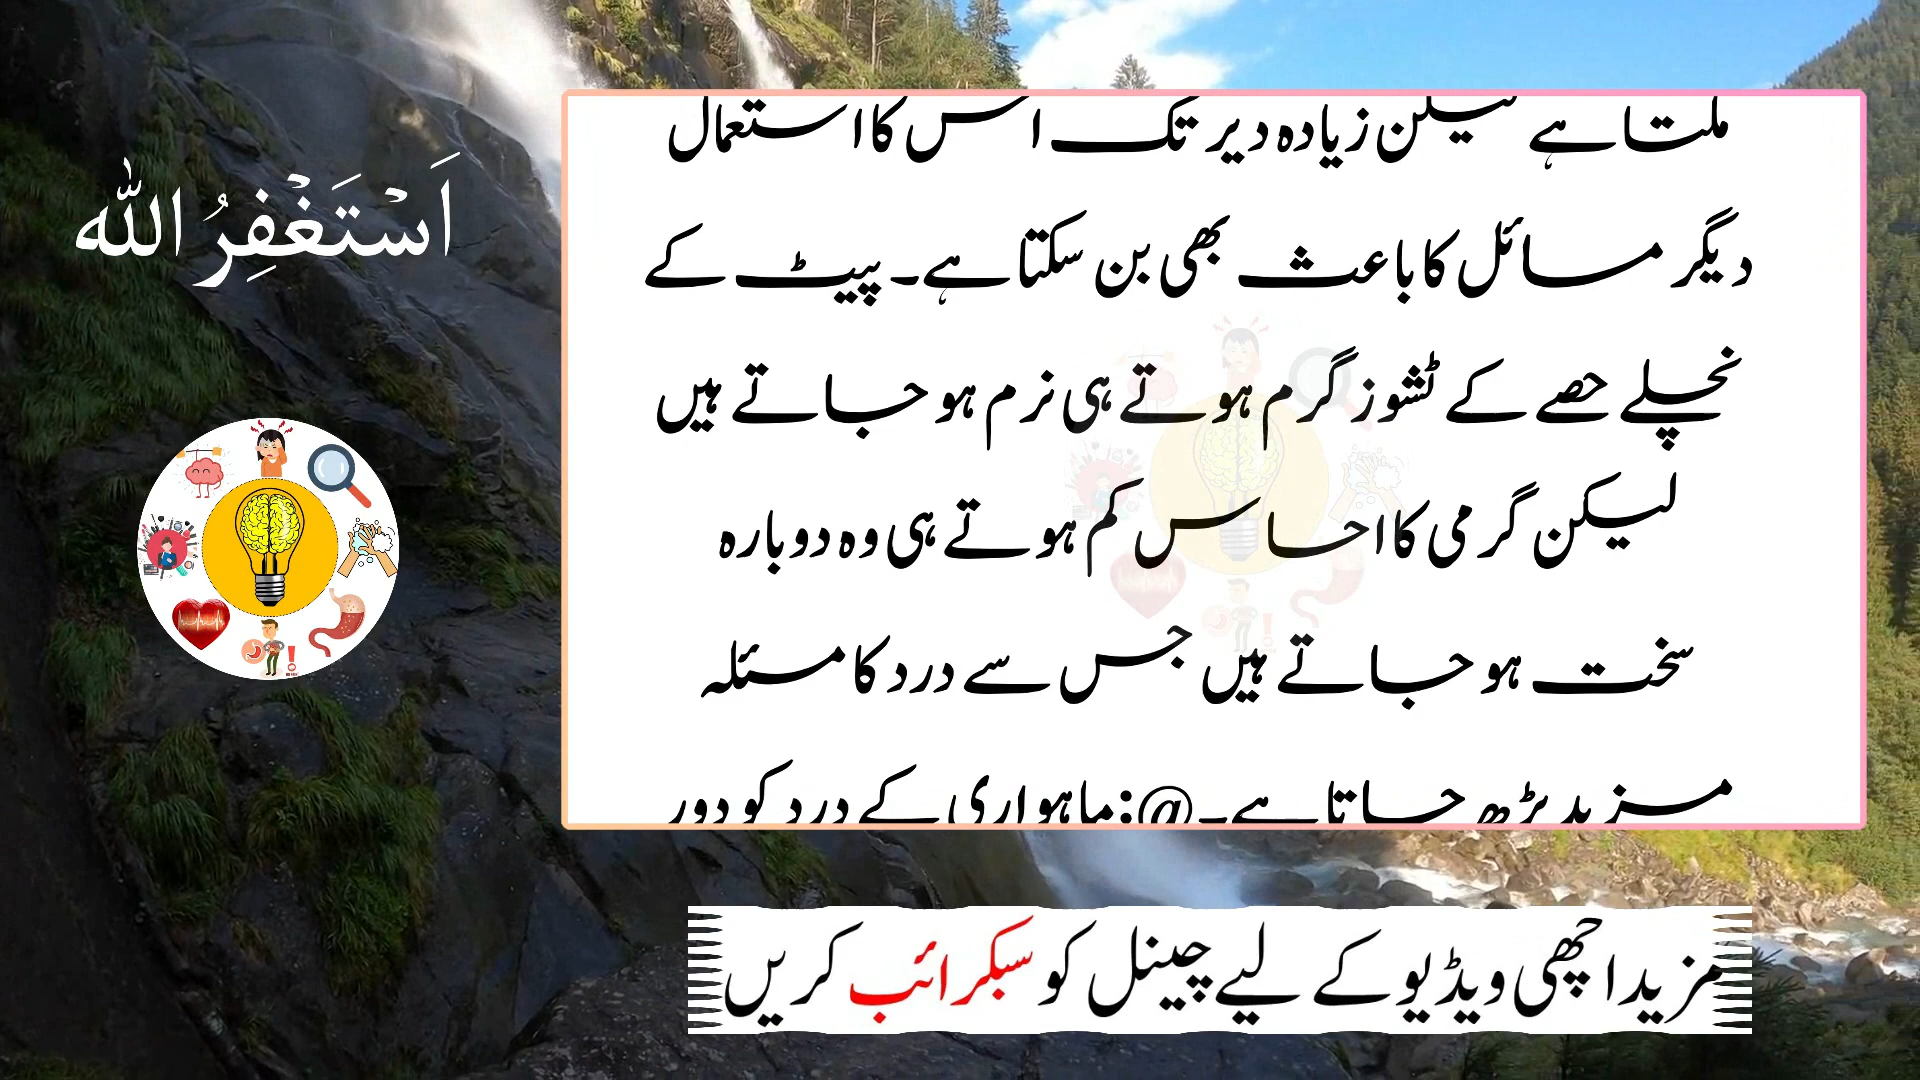 اَسْتَغْفِرُ اللہ
ملتا ہے لیکن زیادہ دیر تک اس کا استعمال
دیگر مسائل کا باعث بھی بن سکتا ہے۔ پیٹ کے
نچلے حصے کے ٹشوز گرم ہوتے ہی نرم ہو جاتے ہیں
لیکن گرمی کا احساس کم ہوتے ہی وہ دوبارہ
سخت ہو جاتے ہیں جس سے درد کا مسئلہ
مزید بڑھ جاتا ہے۔@:ماہواری کے درد کو دور
مزید اچھی ویڈیو کے لیے چینل کو سبکرائب کریں